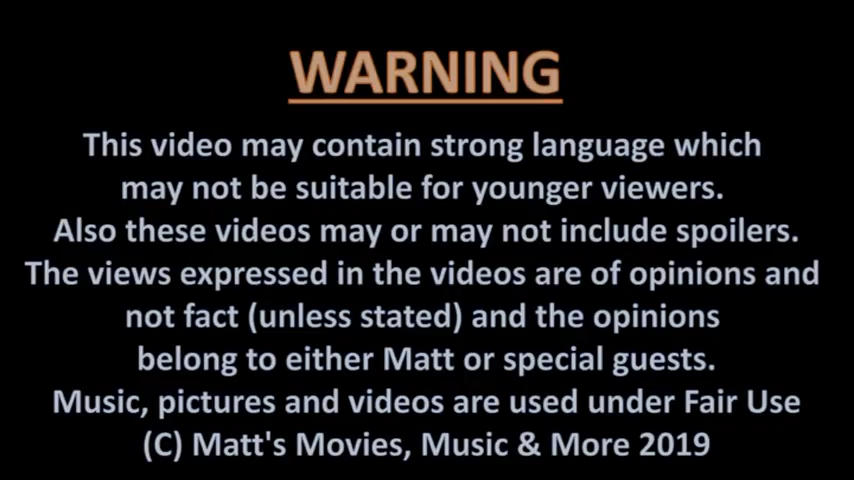 WARNING
This video may contain strong language which
may not be suitable for younger viewers.
Also these videos may or may not include spoilers.
The views expressed in the videos are of opinions and
not fact (unless stated) and the opinions
belong to either Matt or special guests.
Music, pictures and videos are used under Fair Use
(C) Matt's Movies, Music & More 2019